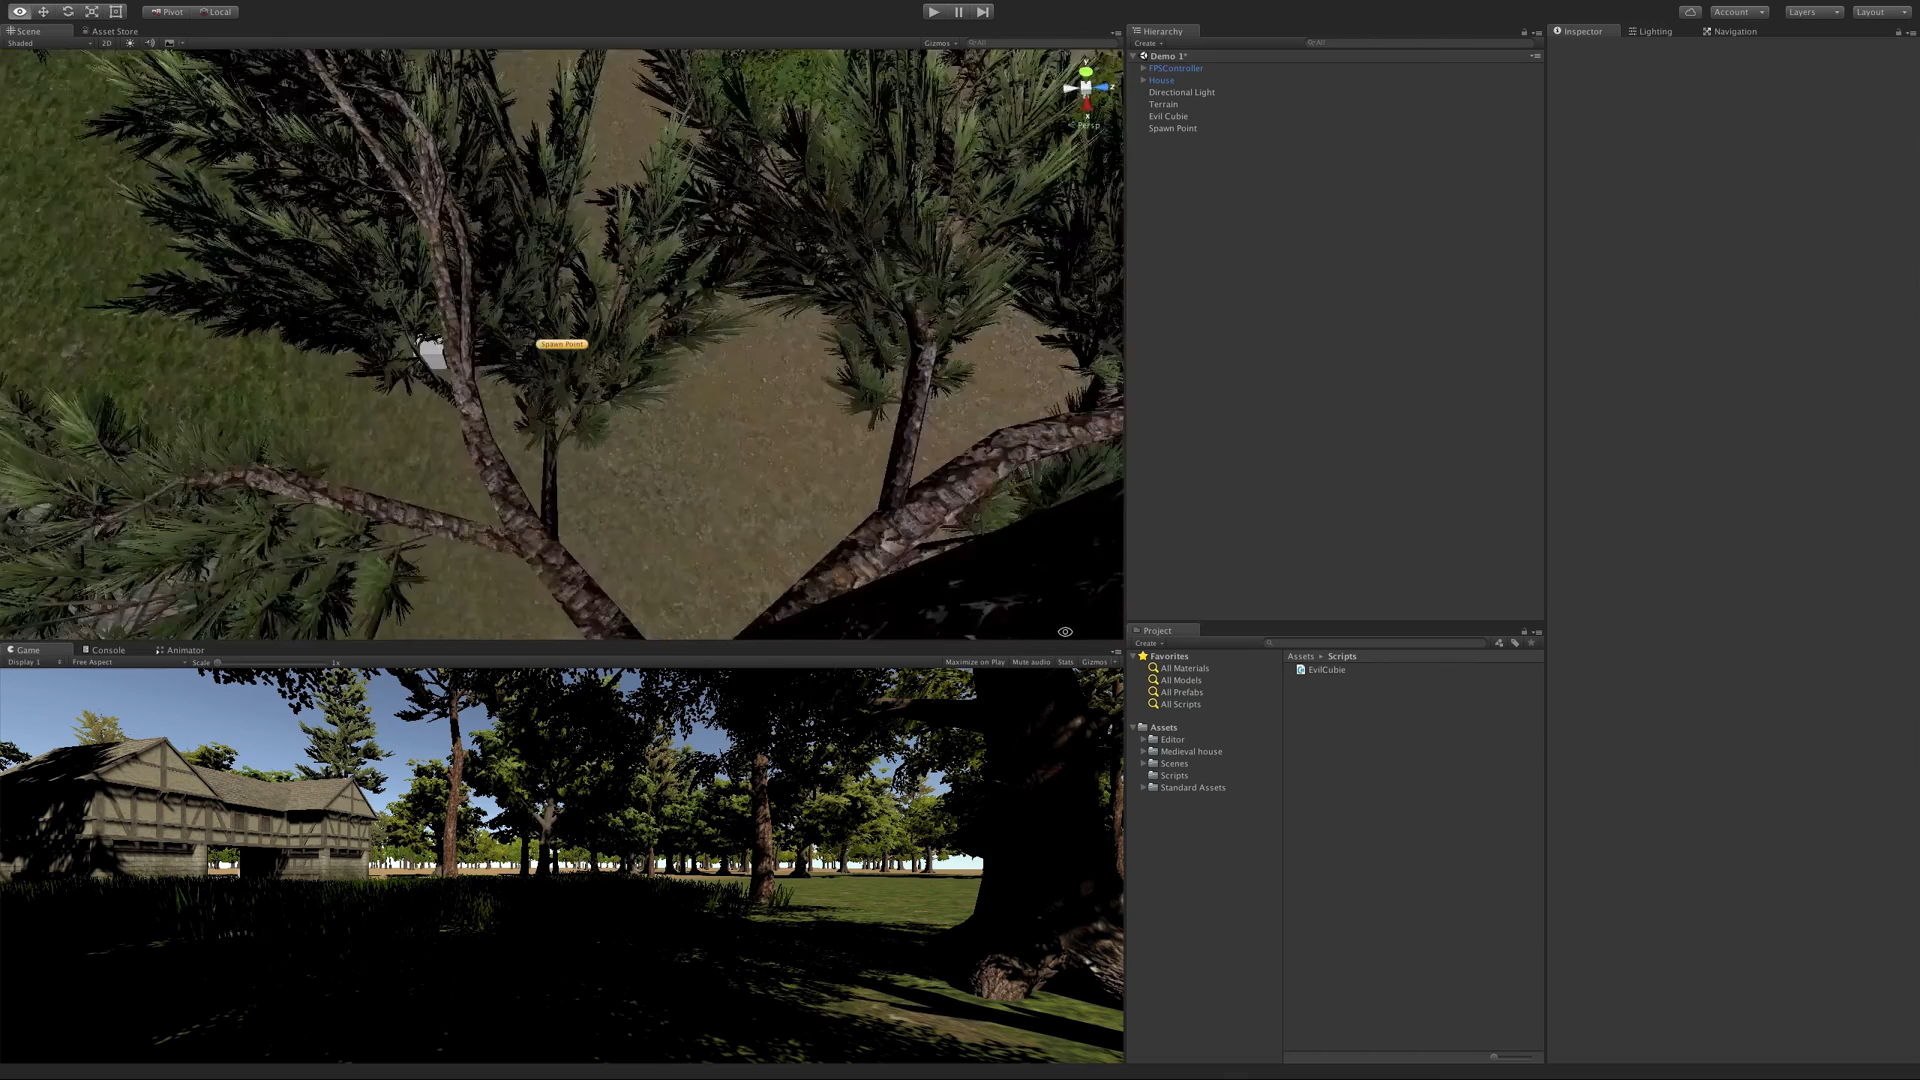 Pivot Local
Account Layers Layout
Scene Asset Store
Shaded 2D Gizmos All
Y
Z
X
Persp
Spawn Point
Hierarchy
Create All
Demo 1*
FPSController
House
Directional Light
Terrain
Evil Cubie
Spawn Point
Inspector Lighting Navigation
Game Console Animator
Display 1 Free Aspect Scale 1x Maximize on Play Mute audio Stats Gizmos
Project
Create
Favorites
All Materials
All Models
All Prefabs
All Scripts
Assets
Editor
Medieval house
Scenes
Scripts
Standard Assets
Assets Scripts
EvilCubie